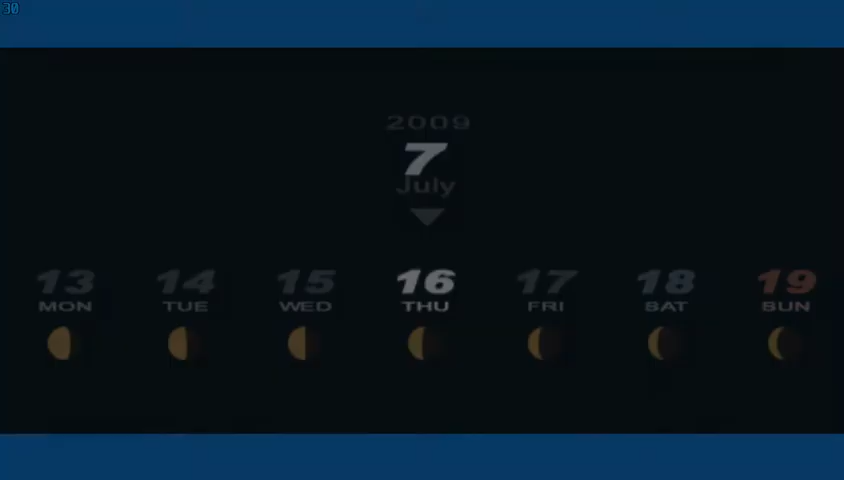 30
2009
7
July
13 14 15 16 17 18 19
MON TUE WED THU FRI SAT SUN